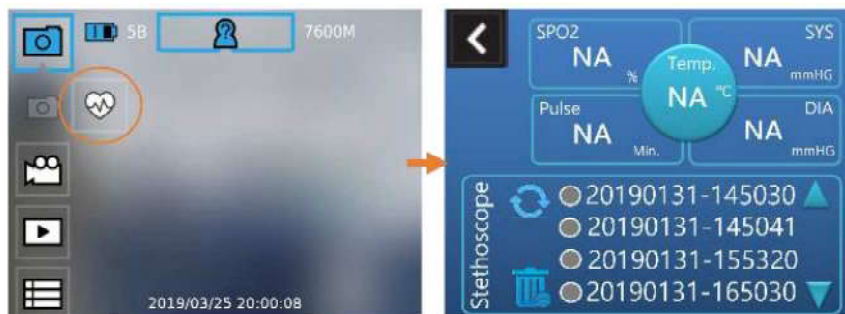 5B
7600M
2019/03/25 20:00:08
SPO2
NA
%
SYS
NA
mmHG
Temp.
NA °C
Pulse
NA
Min.
DIA
NA
mmHG
Stethoscope
20190131-145030
20190131-145041
20190131-155320
20190131-165030